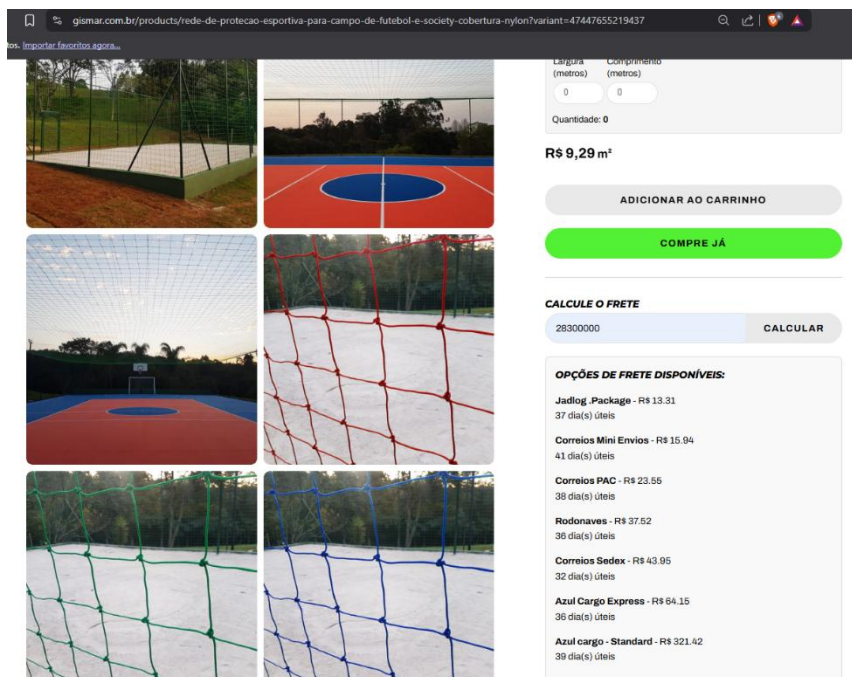 gismar.com.br/products/rede-de-protecao-esportiva-para-campo-de-futebol-e-society-cobertura-nylon?variant=47447655219437
tos. Importar favoritos agora...
Largura Comprimento
(metros) (metros)
0 0
Quantidade: 0
R$ 9,29 m²
ADICIONAR AO CARRINHO
COMPRE JÁ
CALCULE O FRETE
28300000 CALCULAR
OPÇÕES DE FRETE DISPONÍVEIS:
Jadlog .Package - R$ 13.31
37 dia(s) úteis
Correios Mini Envios - R$ 15.94
41 dia(s) úteis
Correios PAC - R$ 23.55
38 dia(s) úteis
Rodonaves - R$ 37.52
36 dia(s) úteis
Correios Sedex - R$ 43.95
32 dia(s) úteis
Azul Cargo Express - R$ 64.15
36 dia(s) úteis
Azul cargo - Standard - R$ 321.42
39 dia(s) úteis